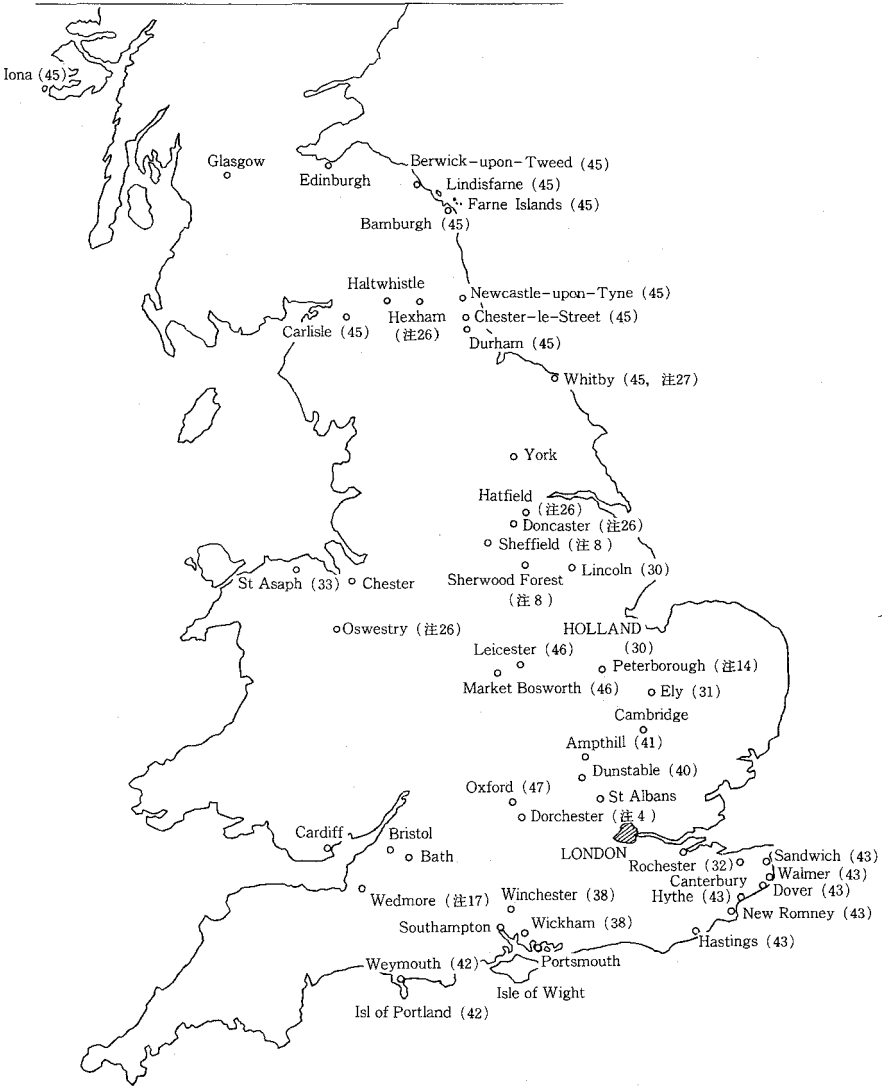 Iona (45)
Glasgow
Edinburgh
Berwick-upon-Tweed (45)
Lindisfarne (45)
Farne Islands (45)
Bamburgh (45)
Haltwhistle
Hexham
(注26)
Newcastle-upon-Tyne (45)
Chester-le-Street (45)
Carlisle (45)
Durham (45)
Whitby (45, 注27)
York
Hatfield
(注26)
Doncaster (注26)
Sheffield (注8)
Sherwood Forest
(注8)
Lincoln (30)
St Asaph (33)
Chester
Oswestry (注26)
HOLLAND
(30)
Leicester (46)
Peterborough (注14)
Market Bosworth (46)
Ely (31)
Cambridge
Ampthill (41)
Dunstable (40)
Oxford (47)
St Albans
Dorchester (注4)
Cardiff
Bristol
Bath
LONDON
Rochester (32)
Sandwich (43)
Canterbury
Walmer (43)
Dover (43)
Hythe (43)
New Romney (43)
Hastings (43)
Wedmore (注17)
Winchester (38)
Southampton
Wickham (38)
Portsmouth
Weymouth (42)
Isle of Wight
Isl of Portland (42)